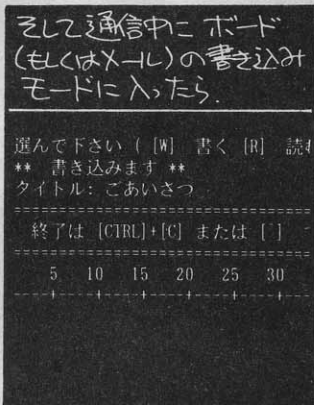 そして通信中に ボード
(もしくはメール)の書き込み
モードに入ったら.
選んで下さい ( [W] 書く [R] 読
** 書き込みます **
タイトル: ごあいさつ
================================
終了は [CTRL]+[C] または [^]
================================
5 10 15 20 25 30
----+----+----+----+----+----+--